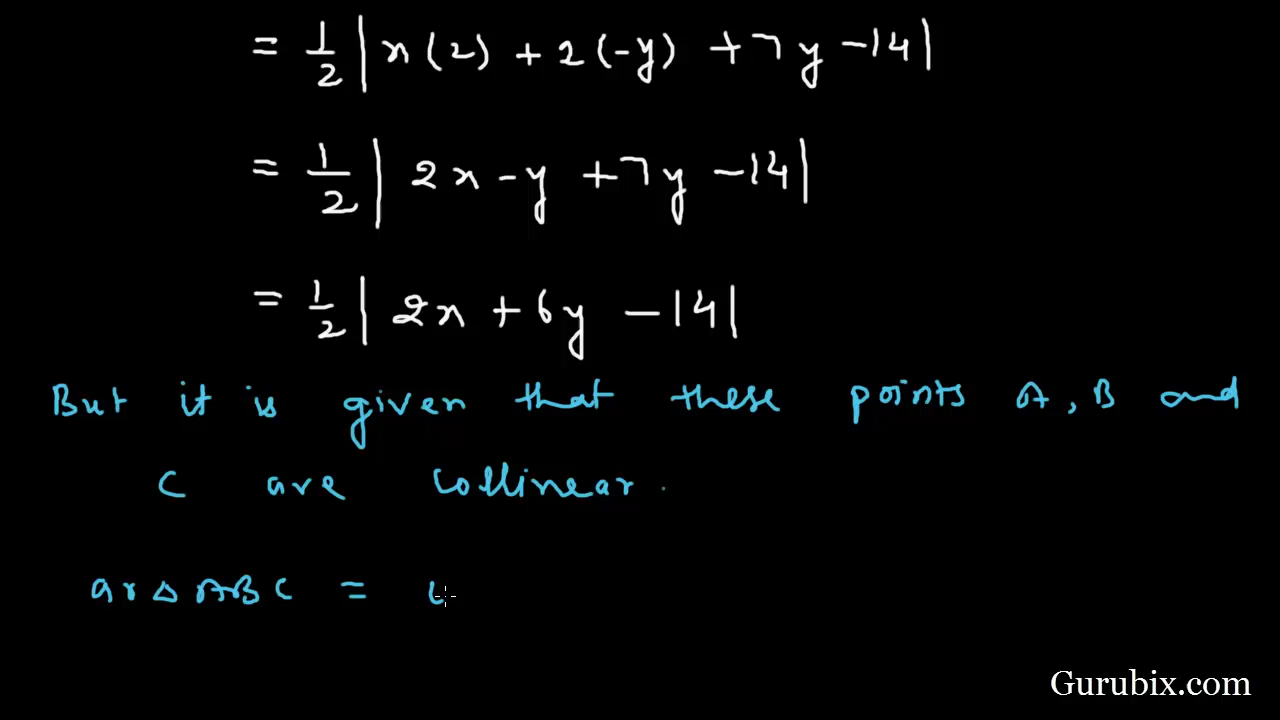 = 1/2 | x(2) + 2(-y) + 7y - 14 |
= 1/2 | 2x - y + 7y - 14 |
= 1/2 | 2x + 6y - 14 |
But it is given that these points A, B and
C are collinear.
ar Δ ABC =
Gurubix.com